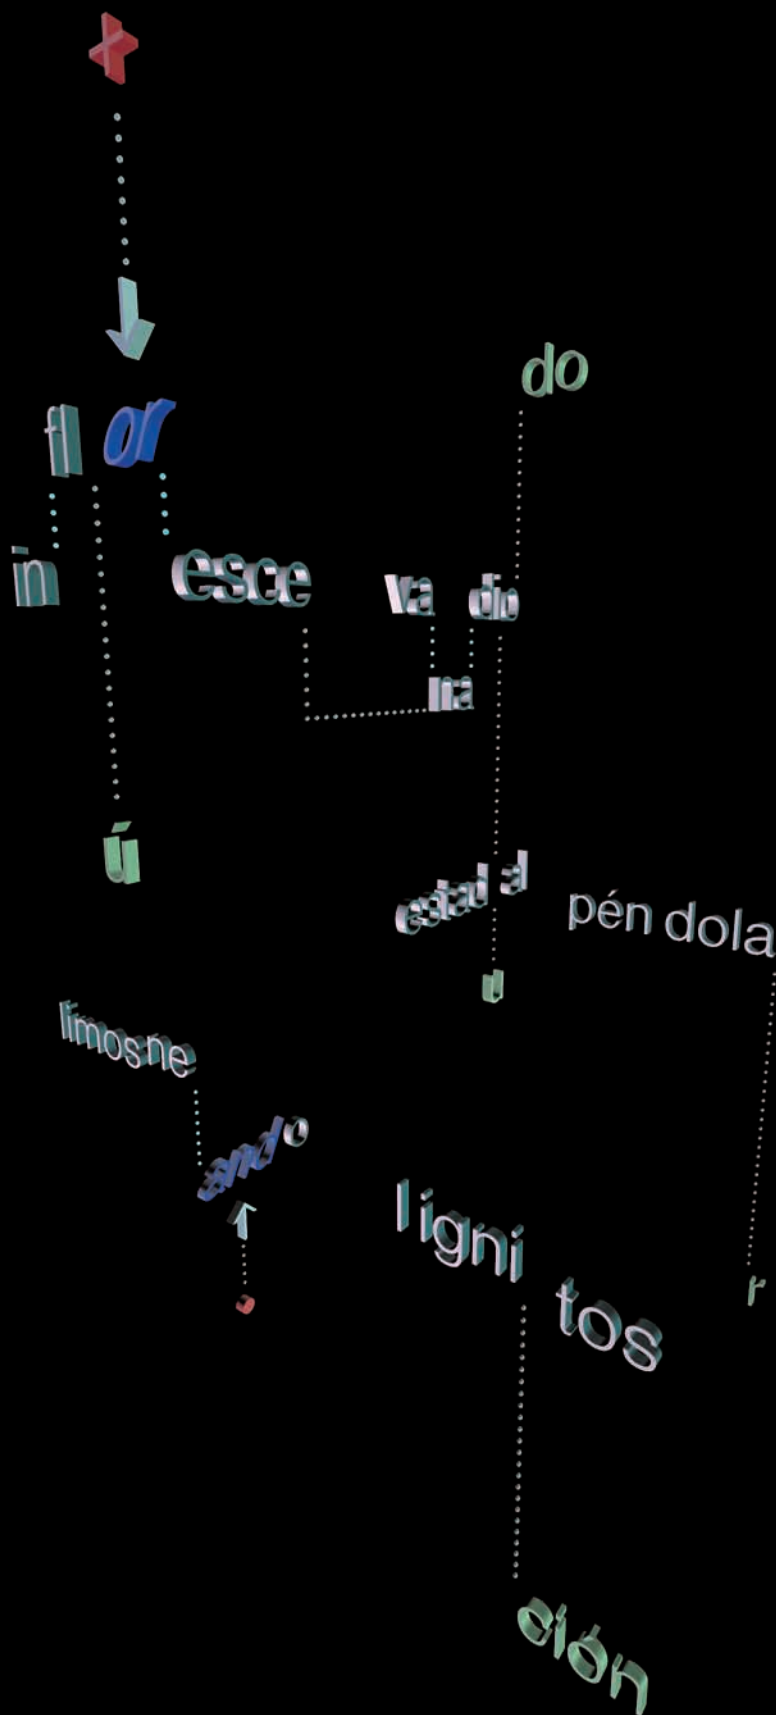 x
do
fl or
in esce va dio
na
ú
estad al pén dola
u
limosne
ando
o
l igni
r
tos
ción